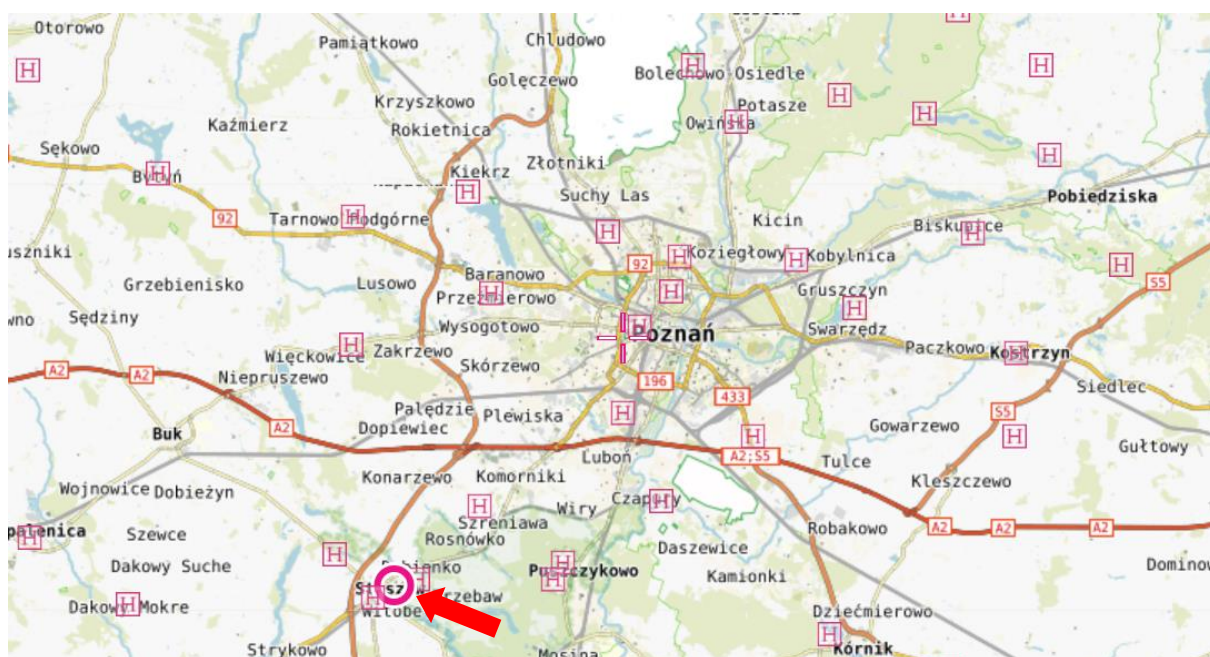 Otorowo
Pamiątkowo
Chludowo
Golęczewo
Bolechowo-Osiedle
Krzyszkowo
Potasze
Kaźmierz
Rokietnica
Owińska
Sękowo
Złotniki
Bytyń
Kiekrz
Suchy Las
Pobiedziska
92
Tarnowo Podgórne
Kicin
Biskupice
Koziegłowy
Kobylnica
92
Baranowo
Grzebienisko
Lusowo
Przeźmierowo
Gruszczyn
S5
Sędziny
Wysogotowo
Poznań
Swarzędz
Więckowice
Zakrzewo
Paczkowo
Kostrzyn
Skórzewo
A2
A2
Niepruszewo
196
Siedlec
433
Palędzie
Plewiska
S5
Buk
A2
Dopiewiec
Gowarzewo
Gułtowy
Luboń
A2;S5
Tulce
Konarzewo
Komorniki
Kleszczewo
Wojnowice
Dobieżyn
Czapury
Wiry
Szreniawa
A2
A2
A2
Szewce
Rosnówko
Robakowo
Daszewice
Dakowy Suche
Puszczykowo
Kamionki
Dakowy Mokre
Dziećmierowo
Strykowo
Kórnik
Mosina
H